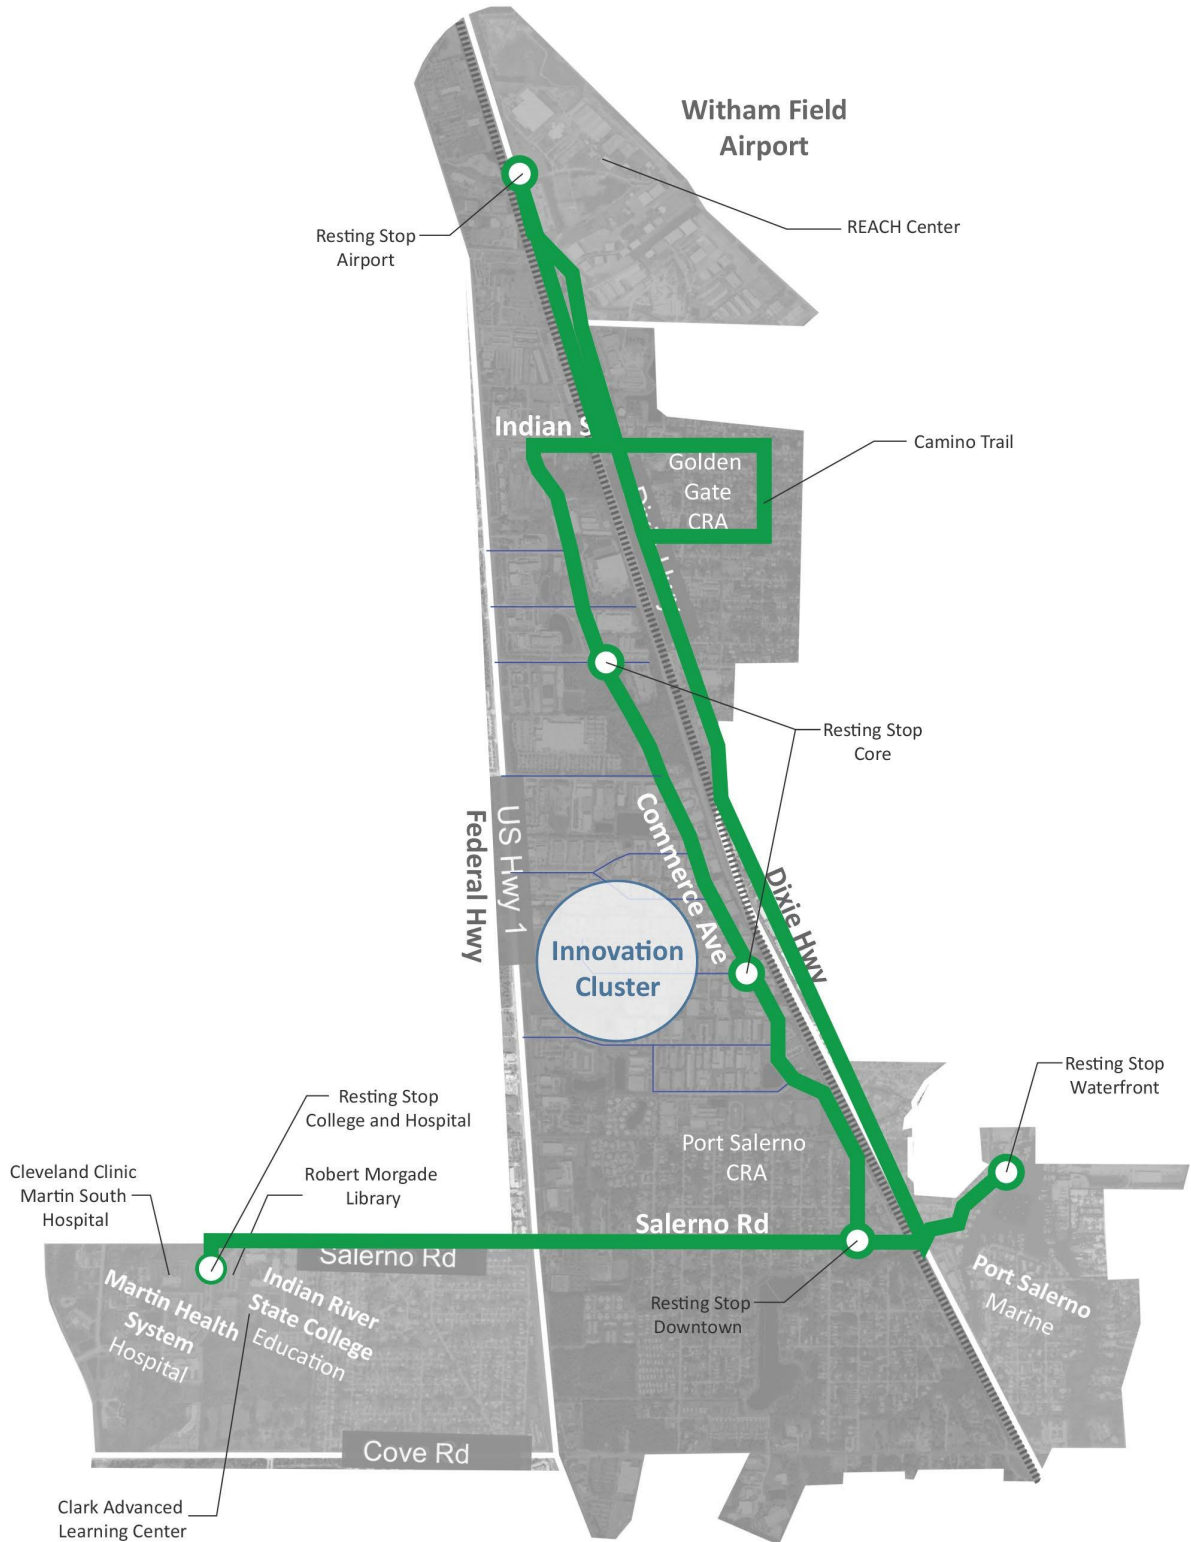 Witham Field
Airport
REACH Center
Resting Stop
Airport
Indian S
Camino Trail
Golden
Gate
CRA
Resting Stop
Core
Federal Hwy
US Hwy 1
Commerce Ave
Dixie Hwy
Innovation
Cluster
Resting Stop
Waterfront
Resting Stop
College and Hospital
Port Salerno
CRA
Cleveland Clinic
Martin South
Hospital
Robert Morgade
Library
Salerno Rd
Salerno Rd
Martin Health
System
Hospital
Indian River
State College
Education
Port Salerno
Marine
Resting Stop
Downtown
Cove Rd
Clark Advanced
Learning Center